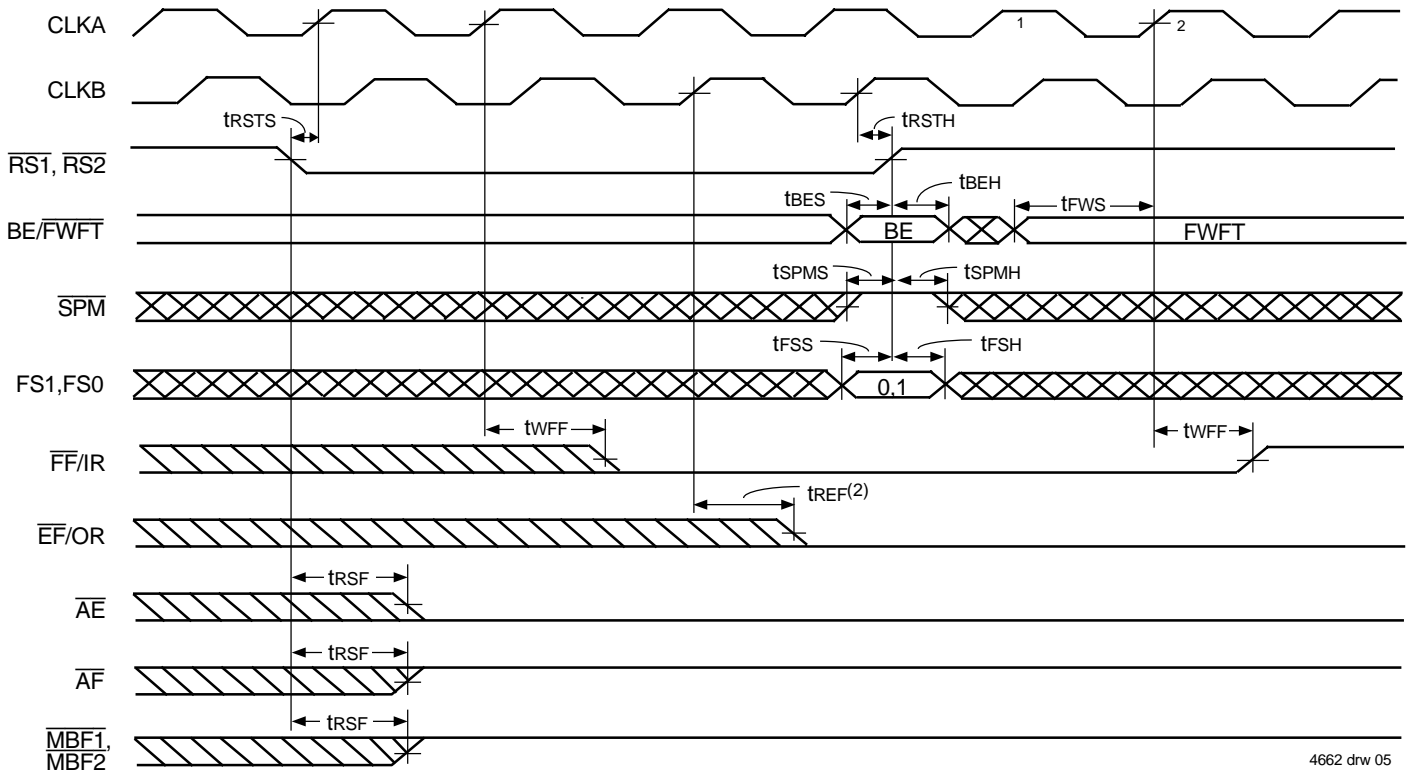 CLKA
1
2
CLKB
tRSTS
tRSTH
RS1, RS2
tBES
tBEH
tFWS
BE/FWFT
BE
FWFT
tSPMS
tSPMH
SPM
tFSS
tFSH
FS1,FS0
0,1
tWFF
tWFF
FF/IR
tREF(2)
EF/OR
tRSF
AE
tRSF
AF
tRSF
MBF1,
MBF2
4662 drw 05